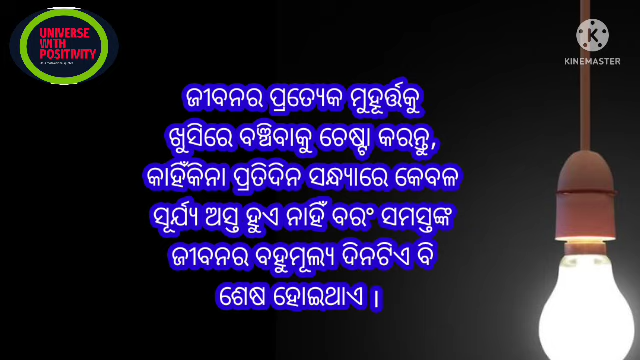 UNIVERSE
WITH
POSITIVITY
KINEMASTER
ଜୀବନର ପ୍ରତ୍ୟେକ ମୁହୂର୍ତ୍ତକୁ
ଖୁସିରେ ବଞ୍ଚିବାକୁ ଚେଷ୍ଟା କରନ୍ତୁ,
କାହିଁକିନା ପ୍ରତିଦିନ ସନ୍ଧ୍ୟାରେ କେବଳ
ସୂର୍ଯ୍ୟ ଅସ୍ତ ହୁଏ ନାହିଁ ବରଂ ସମସ୍ତଙ୍କ
ଜୀବନର ବହୁମୂଲ୍ୟ ଦିନଟିଏ ବି
ଶେଷ ହୋଇଥାଏ ।